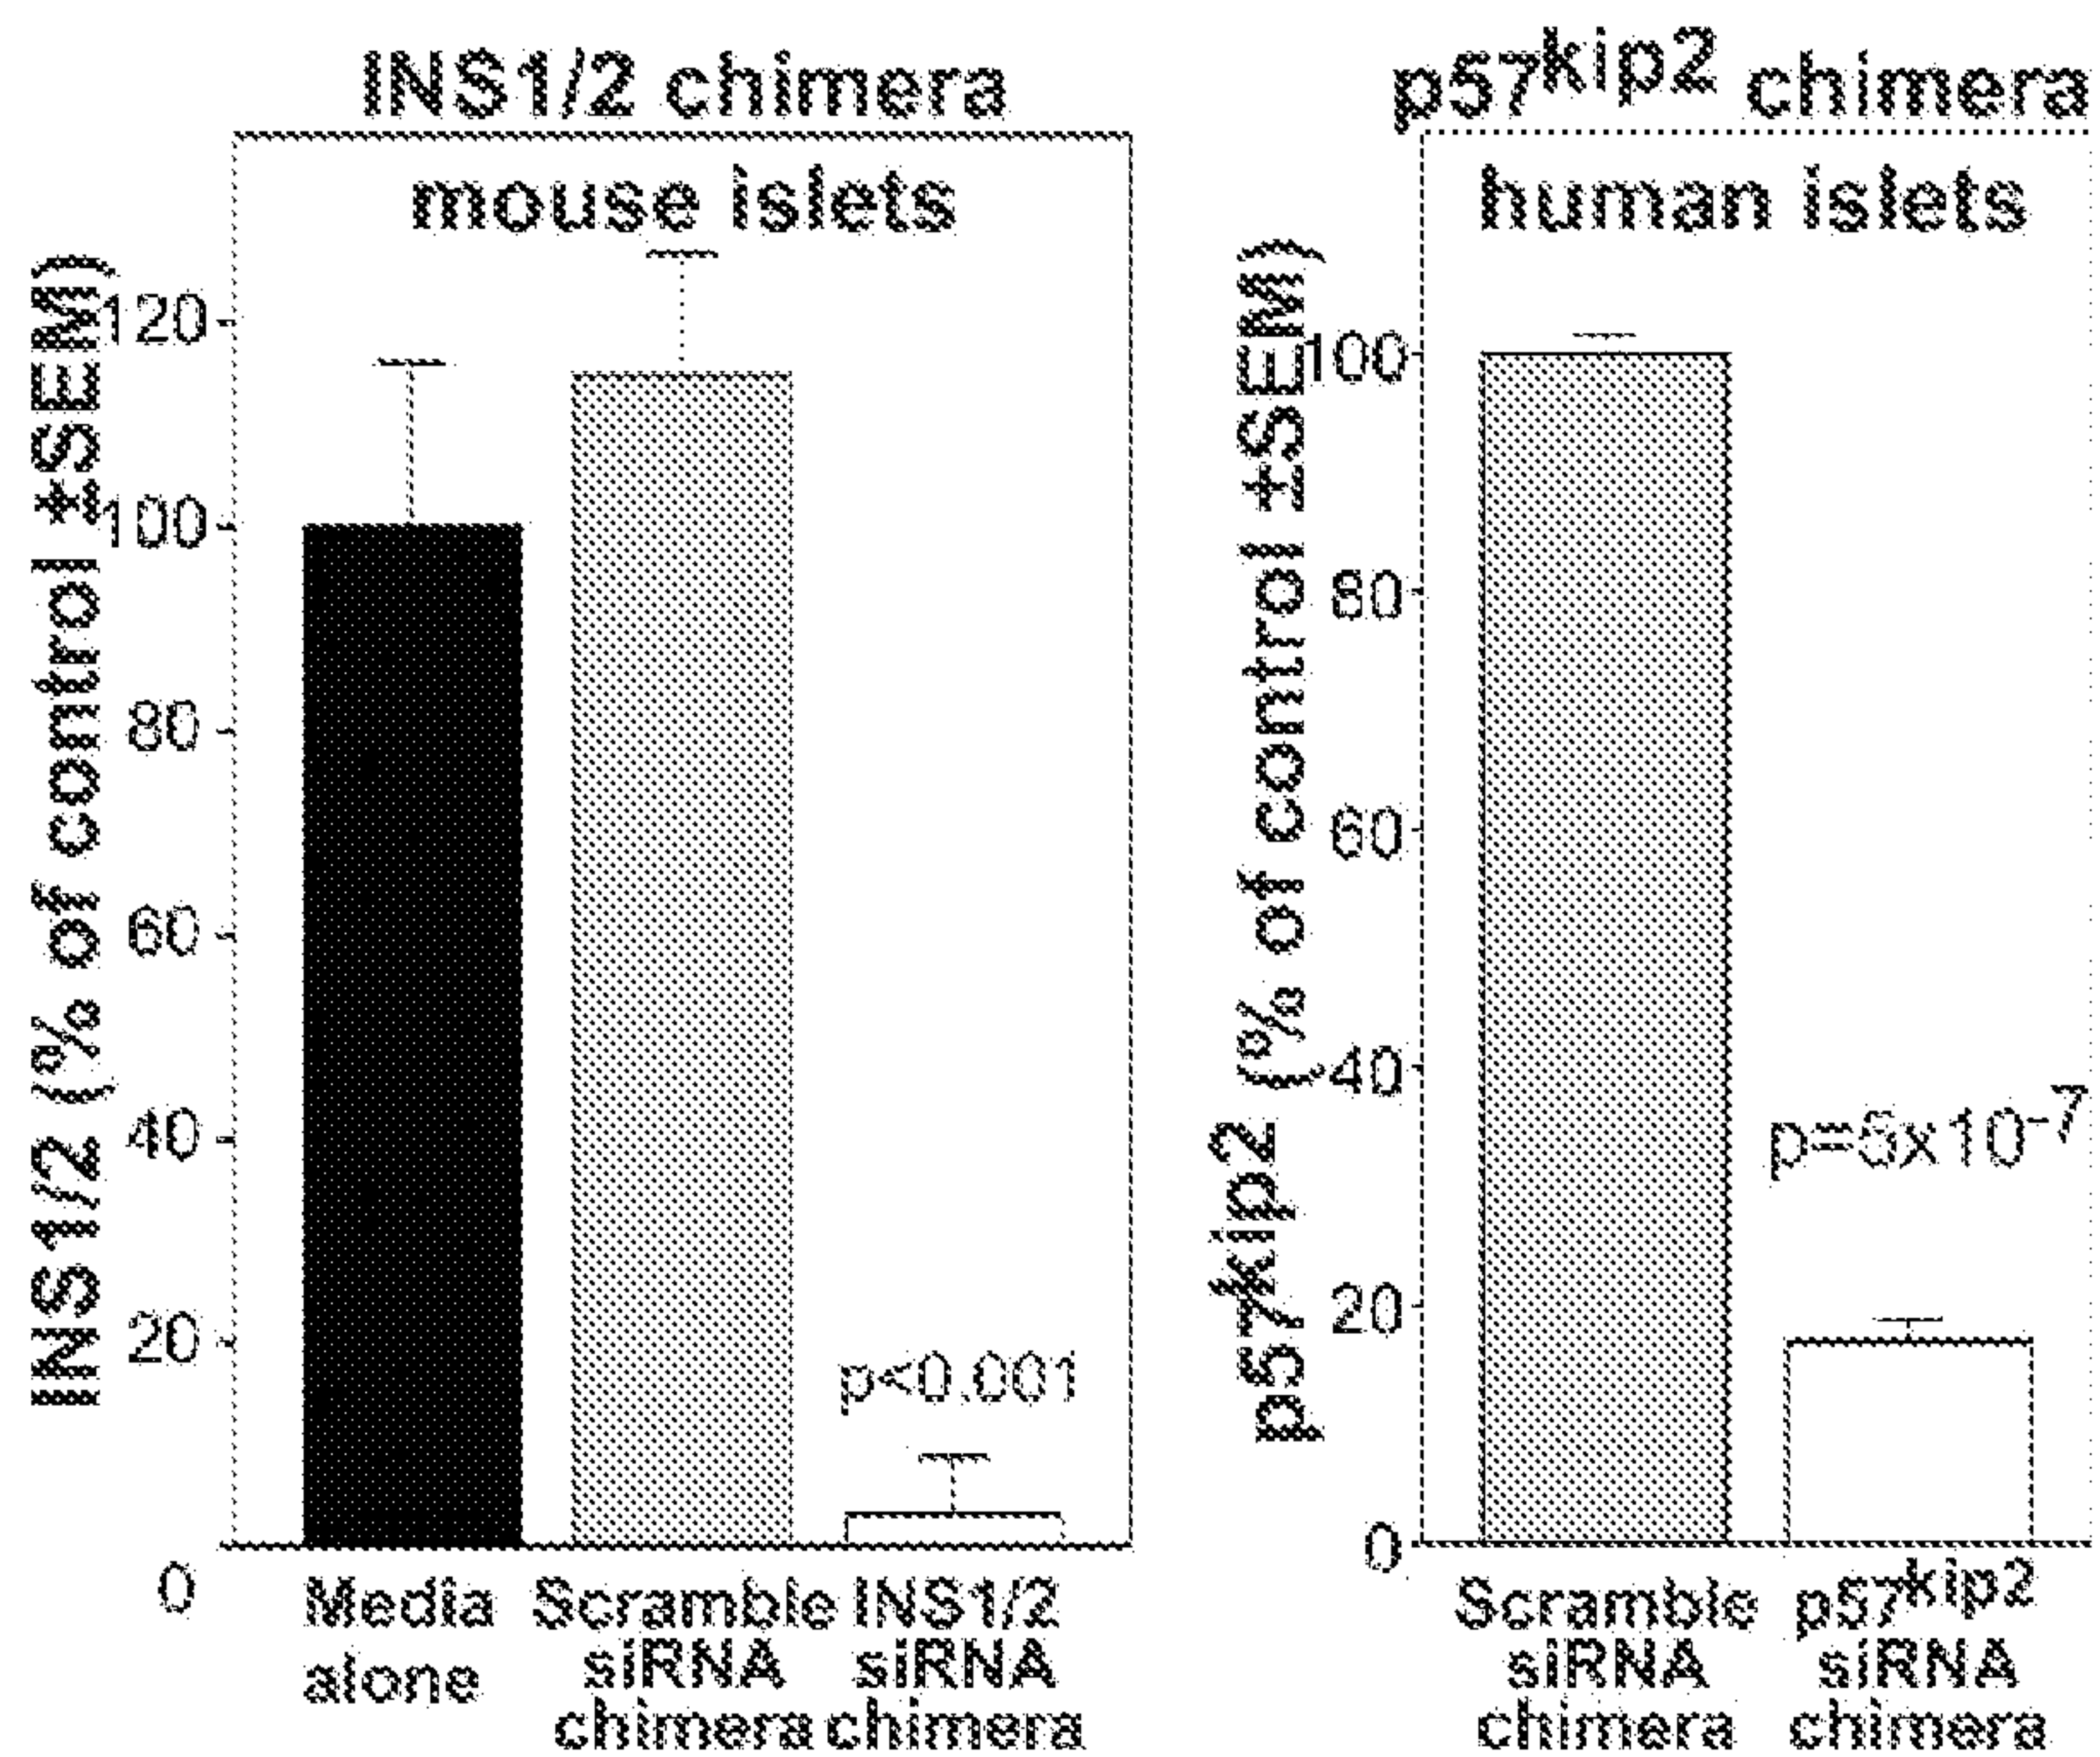 INS1/2 chimera
mouse islets
INS1/2 (% of control ±SEM)
120
100
80
60
40
20
0
p<0.001
Media alone
Scramble siRNA chimera
INS1/2 siRNA chimera
p57kip2 chimera
human islets
p57kip2 (% of control ±SEM)
100
80
60
40
20
0
p=5x10-7
Scramble siRNA chimera
p57kip2 siRNA chimera